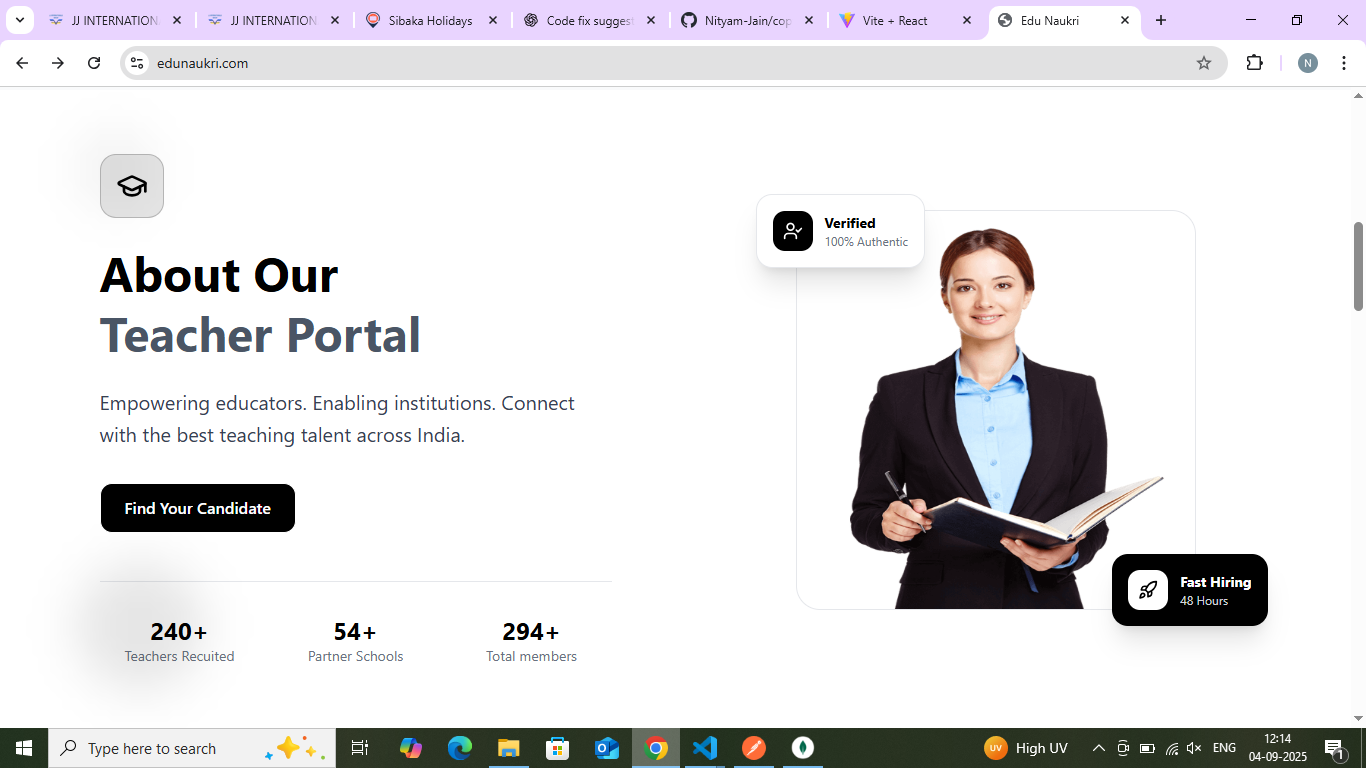 JJ INTERNATION
JJ INTERNATION
Sibaka Holidays
Code fix suggest
Nityam-Jain/cop
Vite + React
Edu Naukri
edunaukri.com
N
About Our
Teacher Portal
Empowering educators. Enabling institutions. Connect
with the best teaching talent across India.
Find Your Candidate
240+
Teachers Recuited
54+
Partner Schools
294+
Total members
Verified
100% Authentic
Fast Hiring
48 Hours
Type here to search
UV
High UV
ENG
12:14
04-09-2025
1